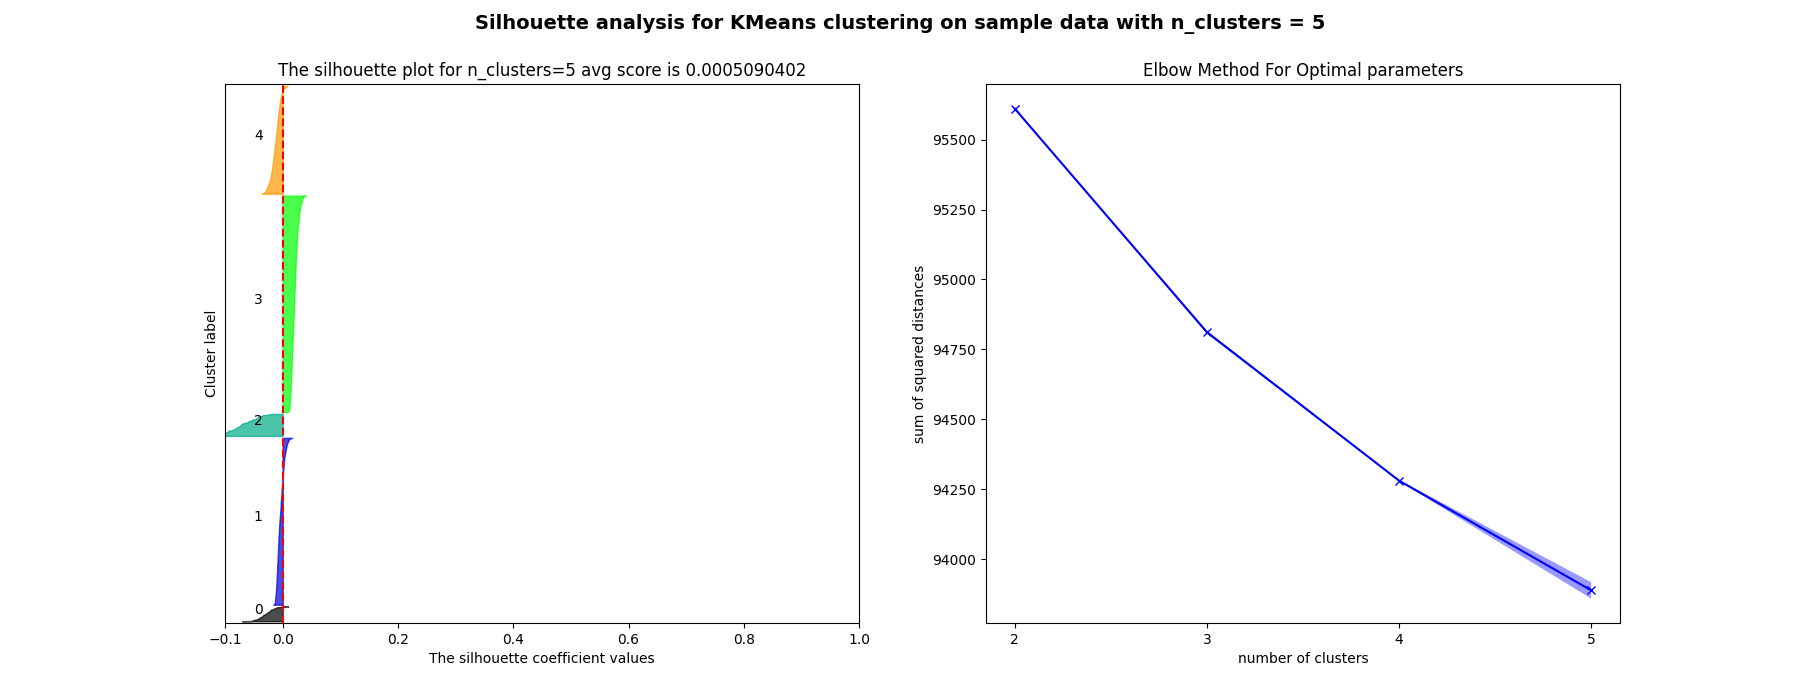 Silhouette analysis for KMeans clustering on sample data with n_clusters = 5
The silhouette plot for n_clusters=5 avg score is 0.0005090402
4
3
2
1
0
Cluster label
−0.1 0.0 0.2 0.4 0.6 0.8 1.0
The silhouette coefficient values
Elbow Method For Optimal parameters
95500
95250
95000
94750
94500
94250
94000
sum of squared distances
2 3 4 5
number of clusters